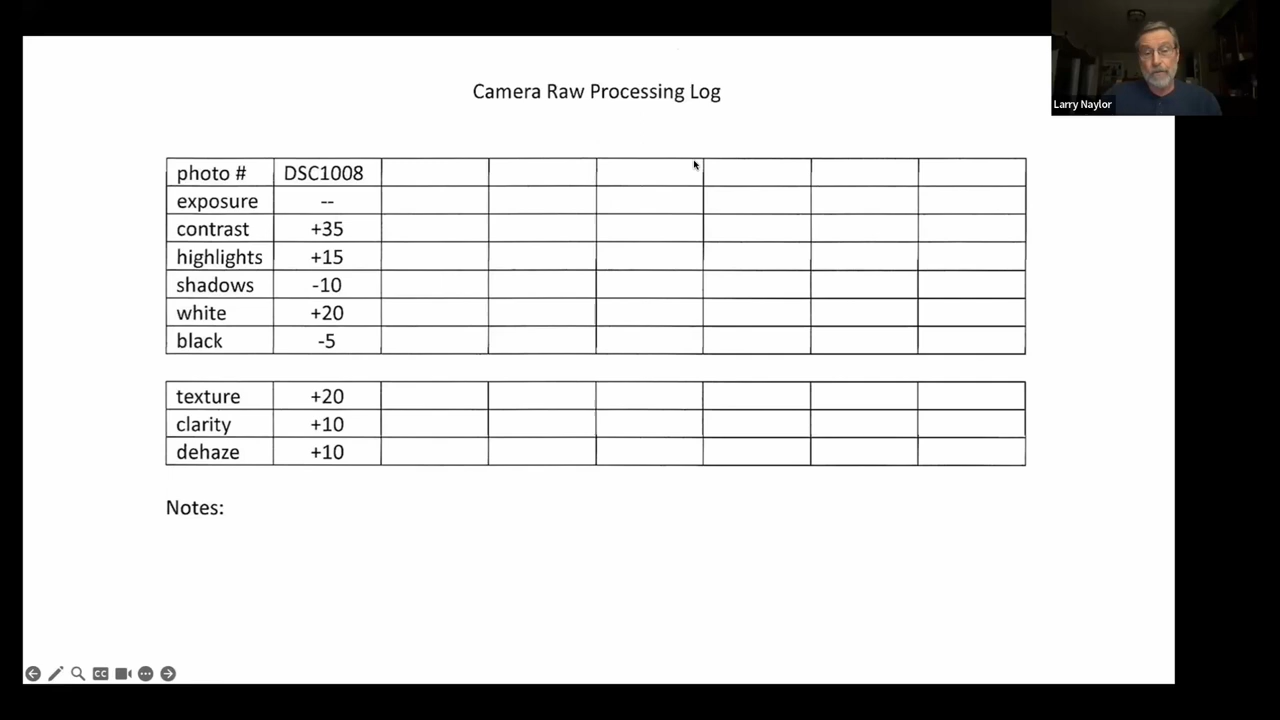 Camera Raw Processing Log
Larry Naylor
photo # DSC1008
exposure --
contrast +35
highlights +15
shadows -10
white +20
black -5
texture +20
clarity +10
dehaze +10
Notes:
CC